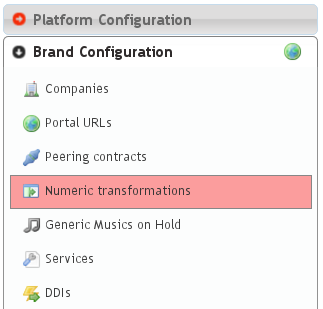 Platform Configuration
Brand Configuration
Companies
Portal URLs
Peering contracts
Numeric transformations
Generic Musics on Hold
Services
DDIs